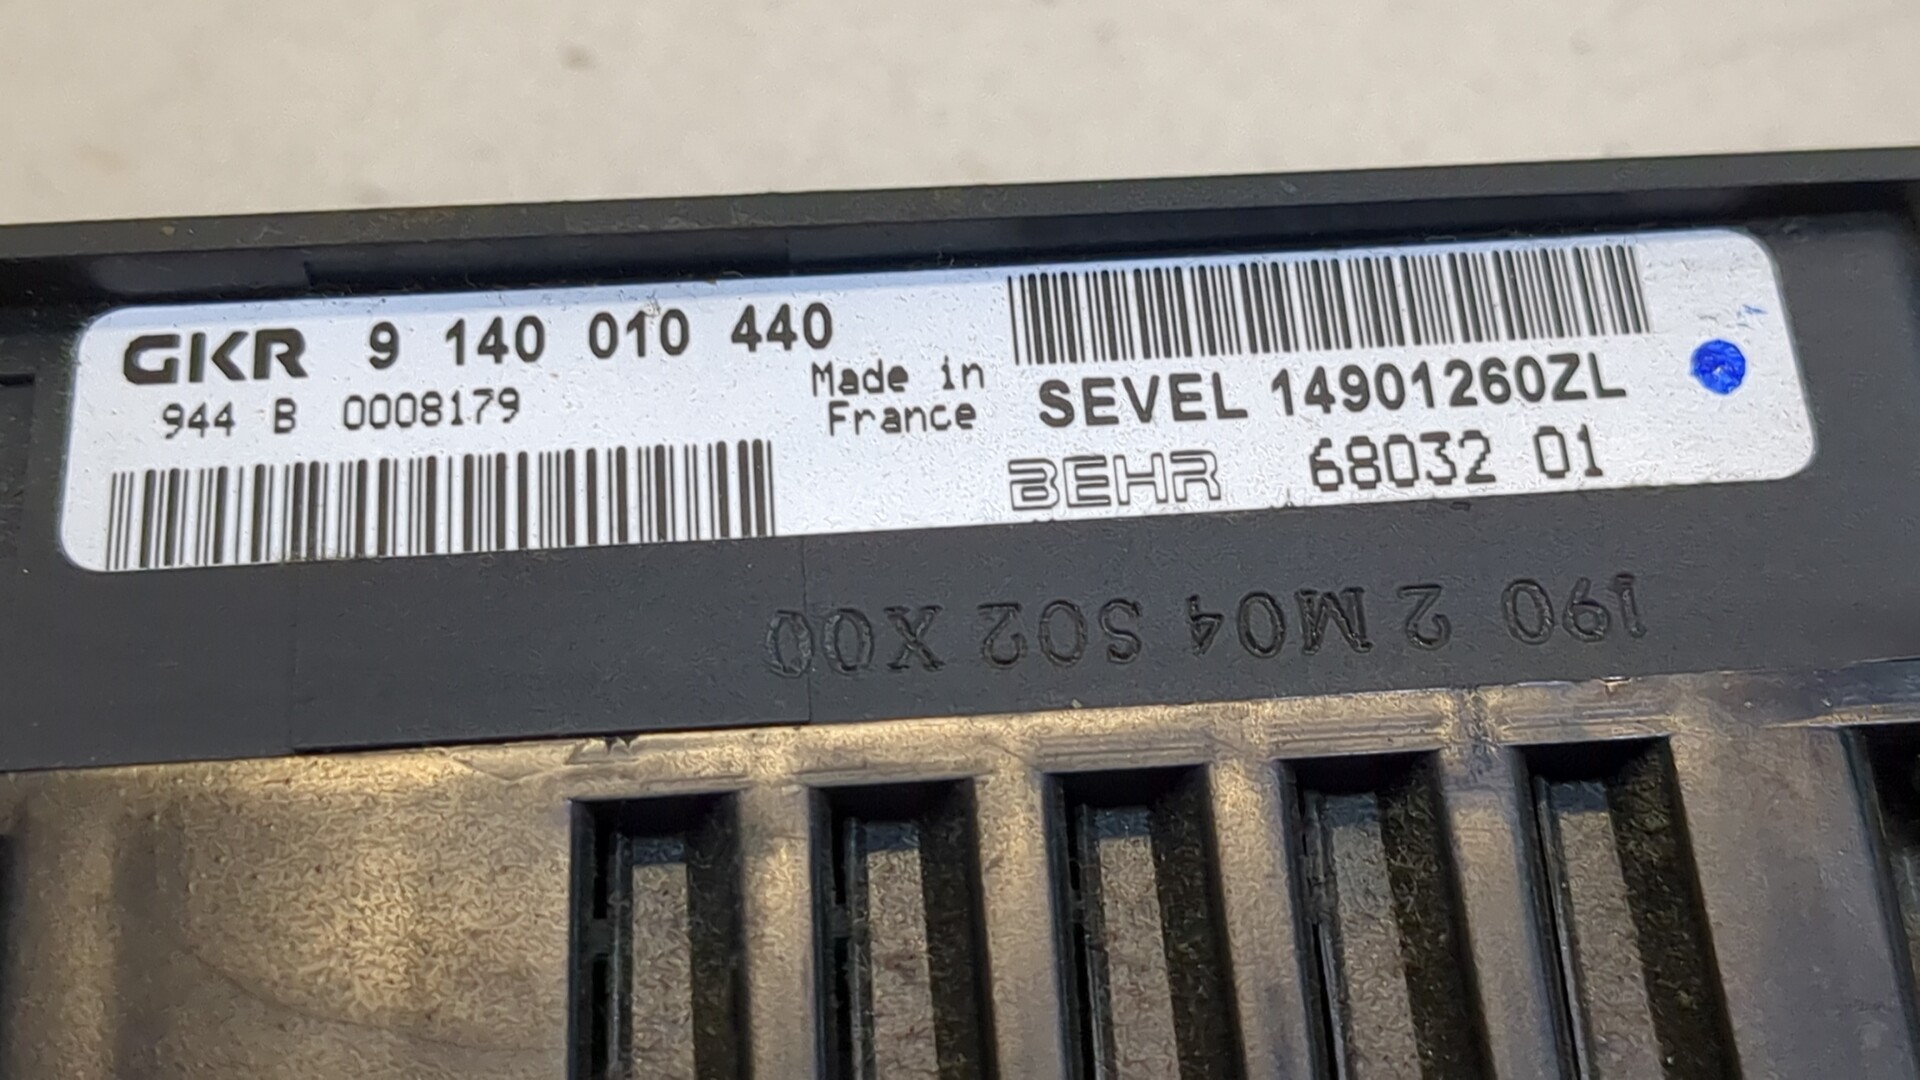 GKR 9 140 010 440
944 B 0008179
Made in
France
SEVEL 14901260ZL
BEHR 68032 01
190 2 M04 S02 X00